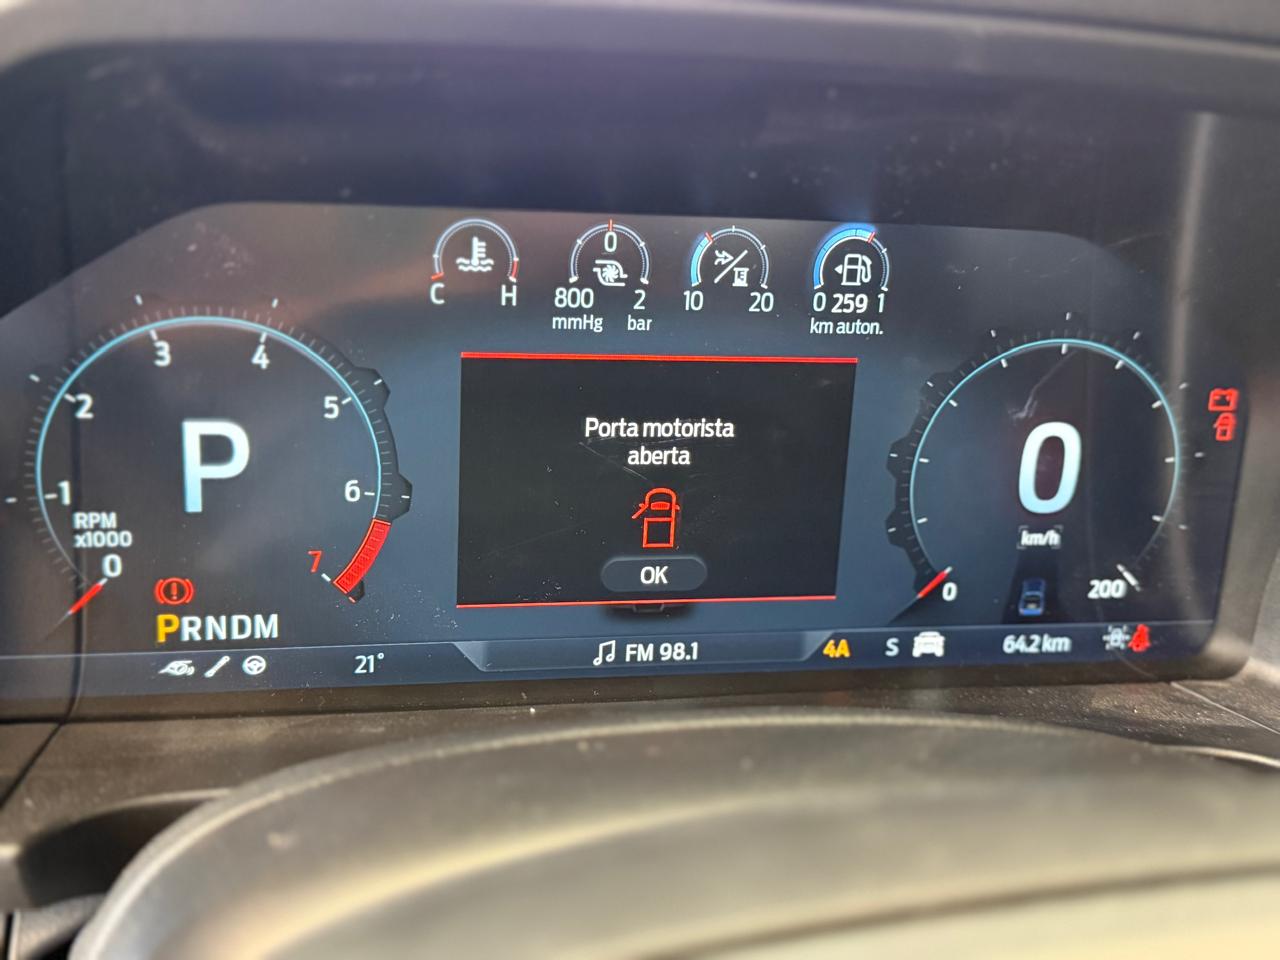 0
C H
800 2
mmHg bar
10 20
0 259 1
km auton.
3 4
2 5
1 6
7
RPM
x1000
0
P
Porta motorista
aberta
OK
0
km/h
0 200
PRNDM
21°
FM 98.1
4A
S
64.2 km